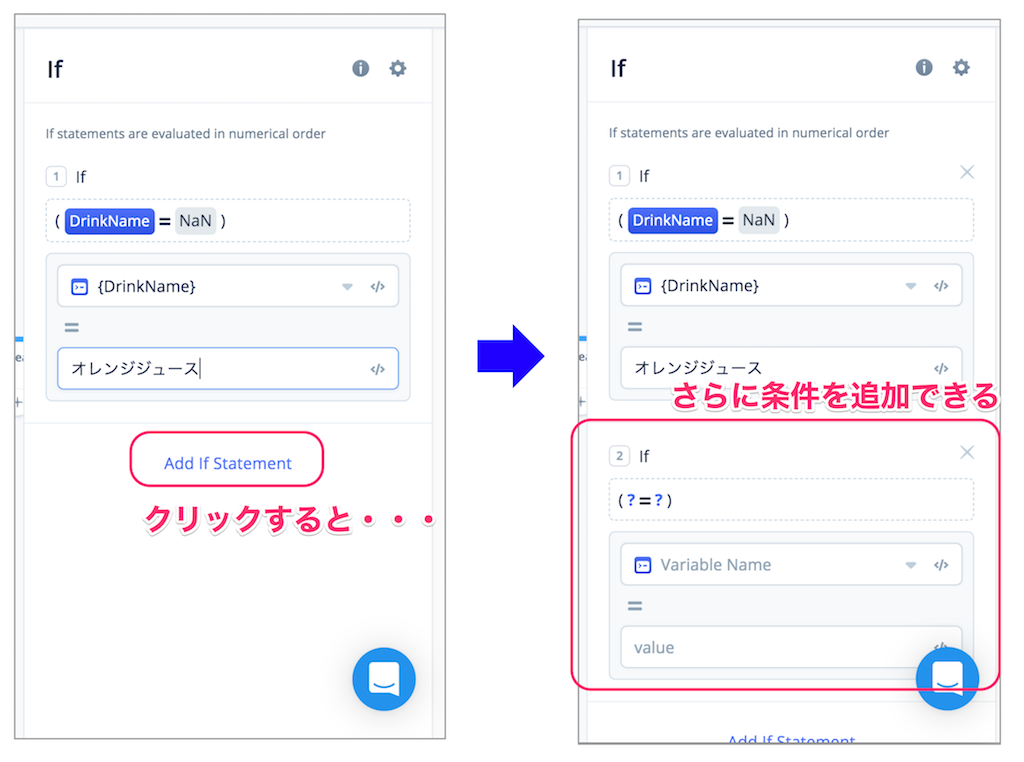 If
If statements are evaluated in numerical order
1 If
( DrinkName = NaN )
{DrinkName} </>
=
オレンジジュース </>
Add If Statement
クリックすると・・・
If
If statements are evaluated in numerical order
1 If
( DrinkName = NaN )
{DrinkName} </>
=
オレンジジュース </>
さらに条件を追加できる
2 If
( ? = ? )
Variable Name </>
=
value </>
Add If Statement